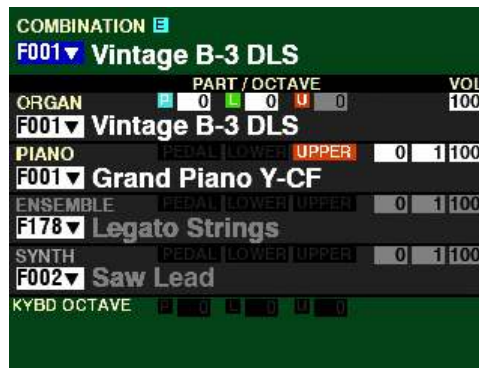 COMBINATION E
F001▼ Vintage B-3 DLS
PART / OCTAVE VOL
ORGAN P 0 L 0 U 0 100
F001▼ Vintage B-3 DLS
PIANO PEDAL LOWER UPPER 0 1 100
F001▼ Grand Piano Y-CF
ENSEMBLE PEDAL LOWER UPPER 0 1 100
F178▼ Legato Strings
SYNTH PEDAL LOWER UPPER 0 1 100
F002▼ Saw Lead
KYBD OCTAVE P 0 L 0 U 0